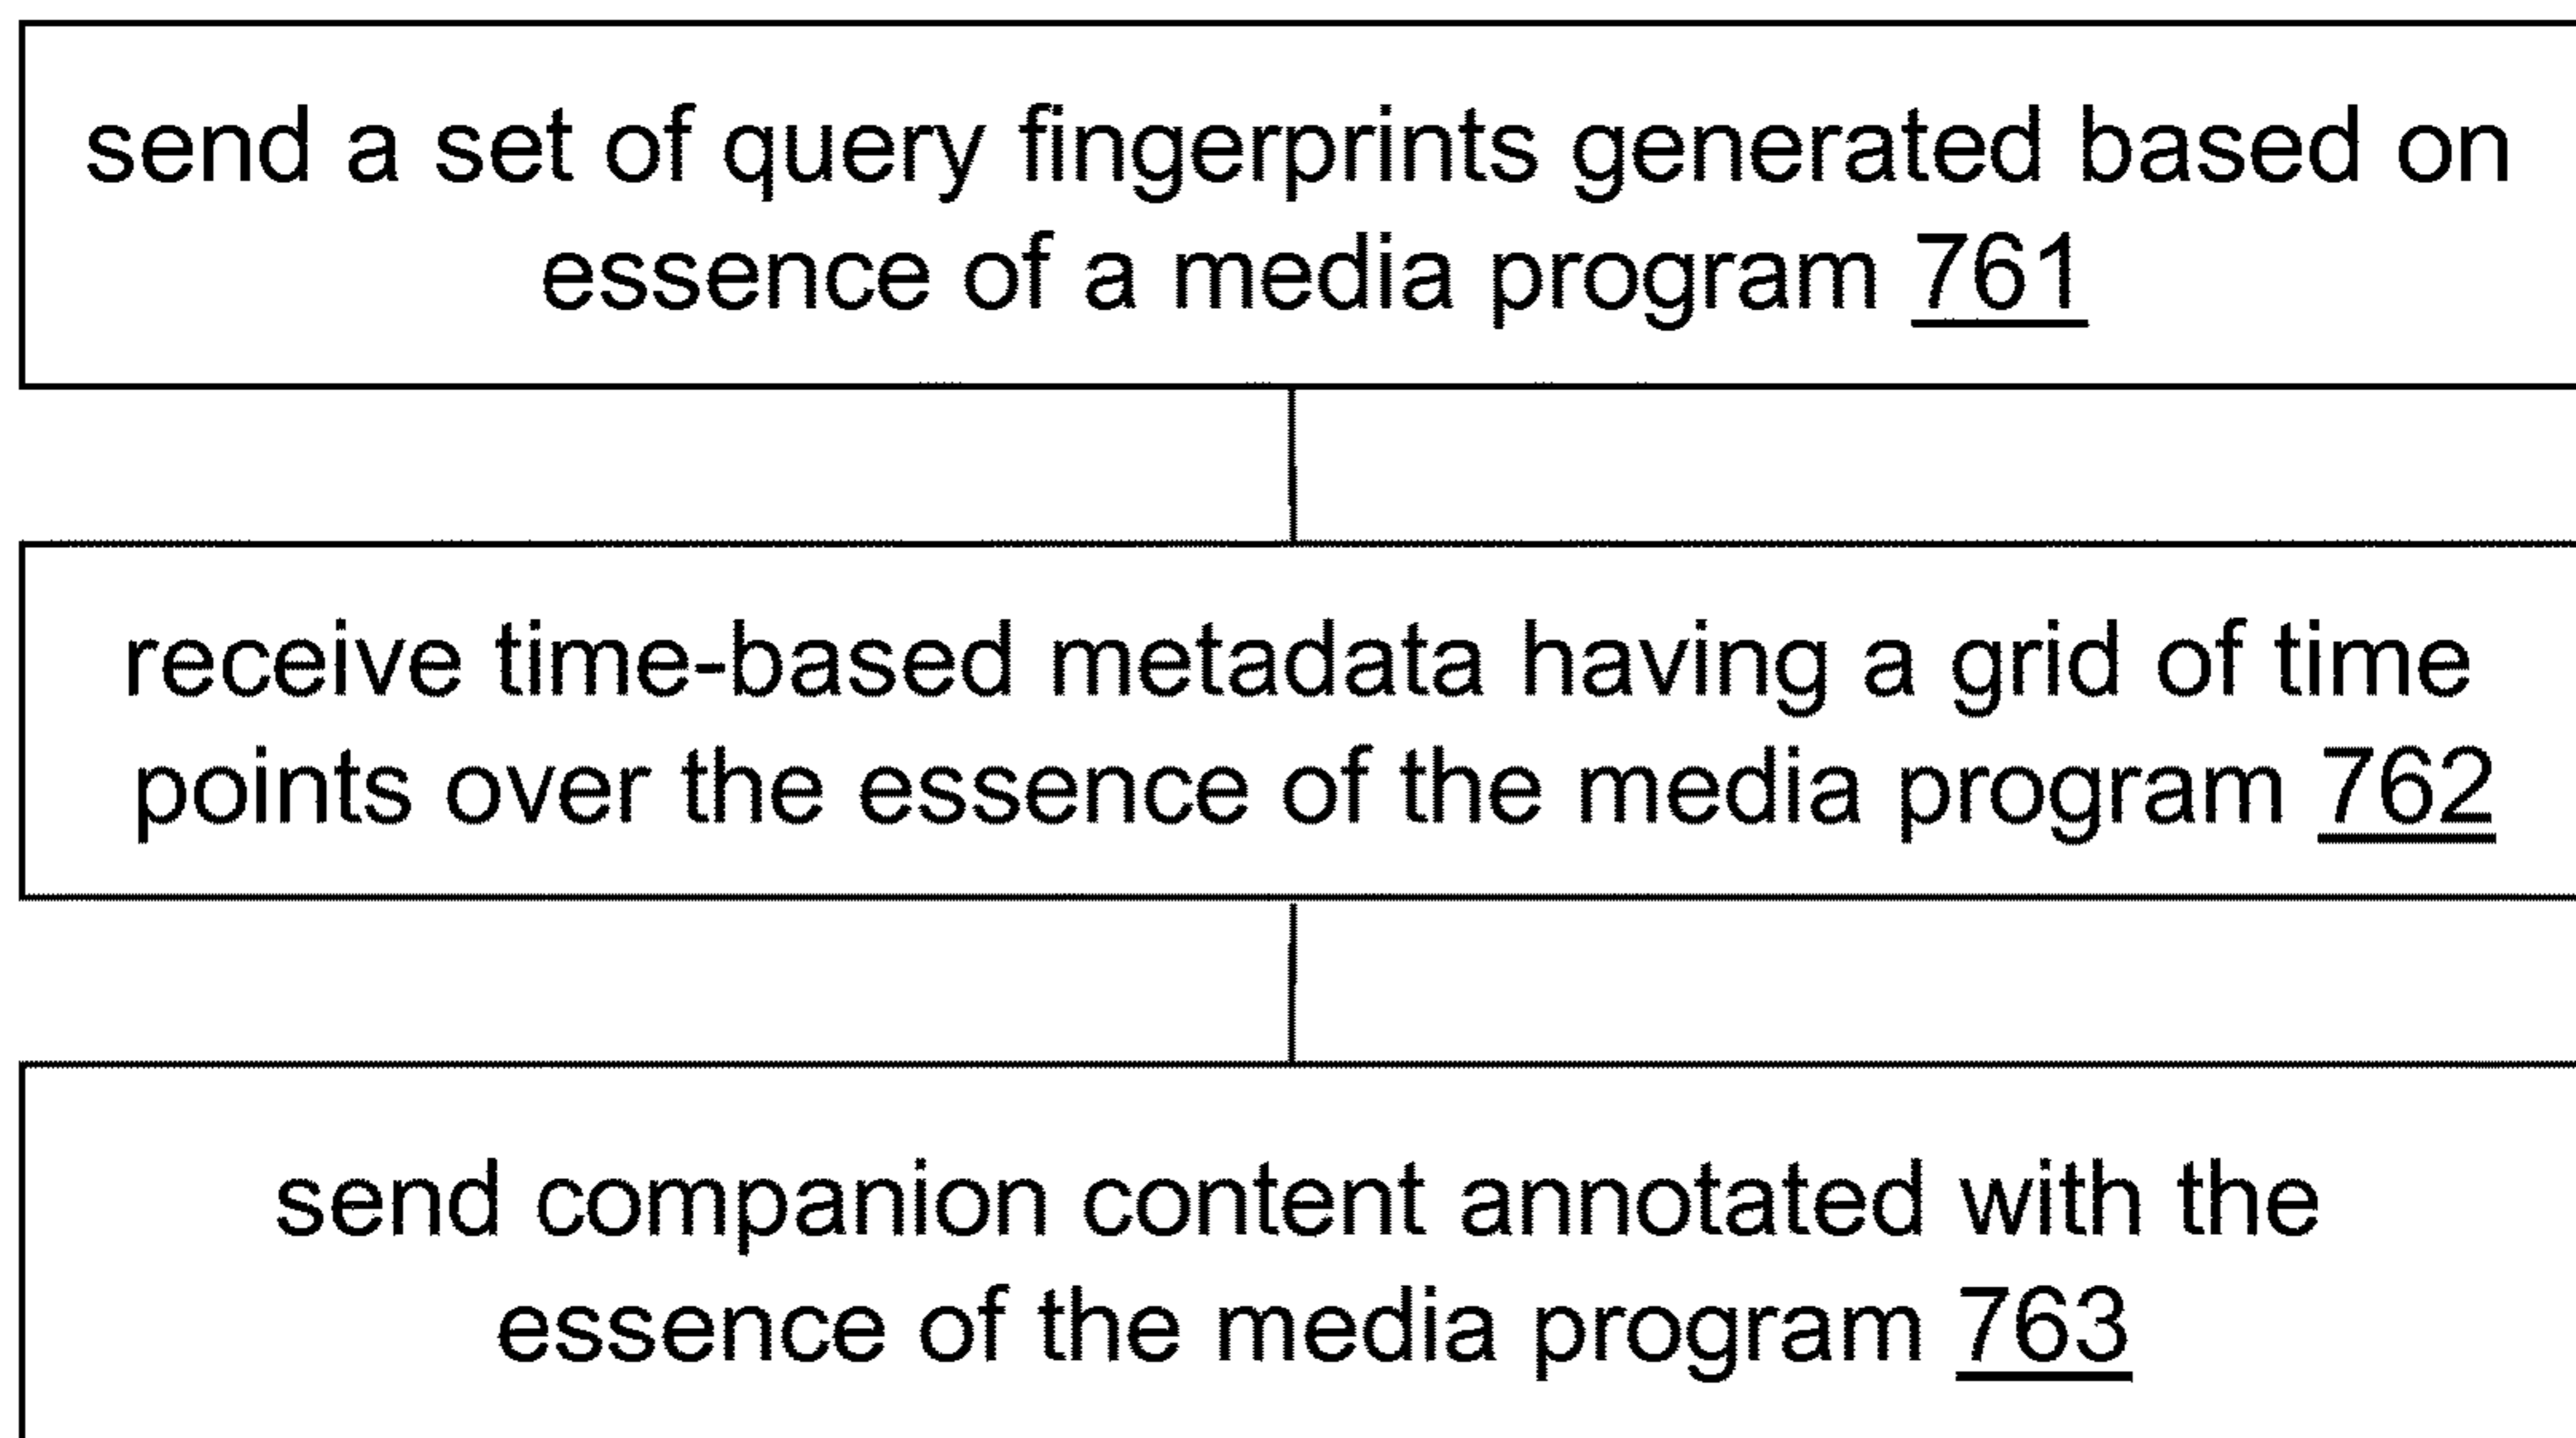 send a set of query fingerprints generated based on
essence of a media program 761
receive time-based metadata having a grid of time
points over the essence of the media program 762
send companion content annotated with the
essence of the media program 763